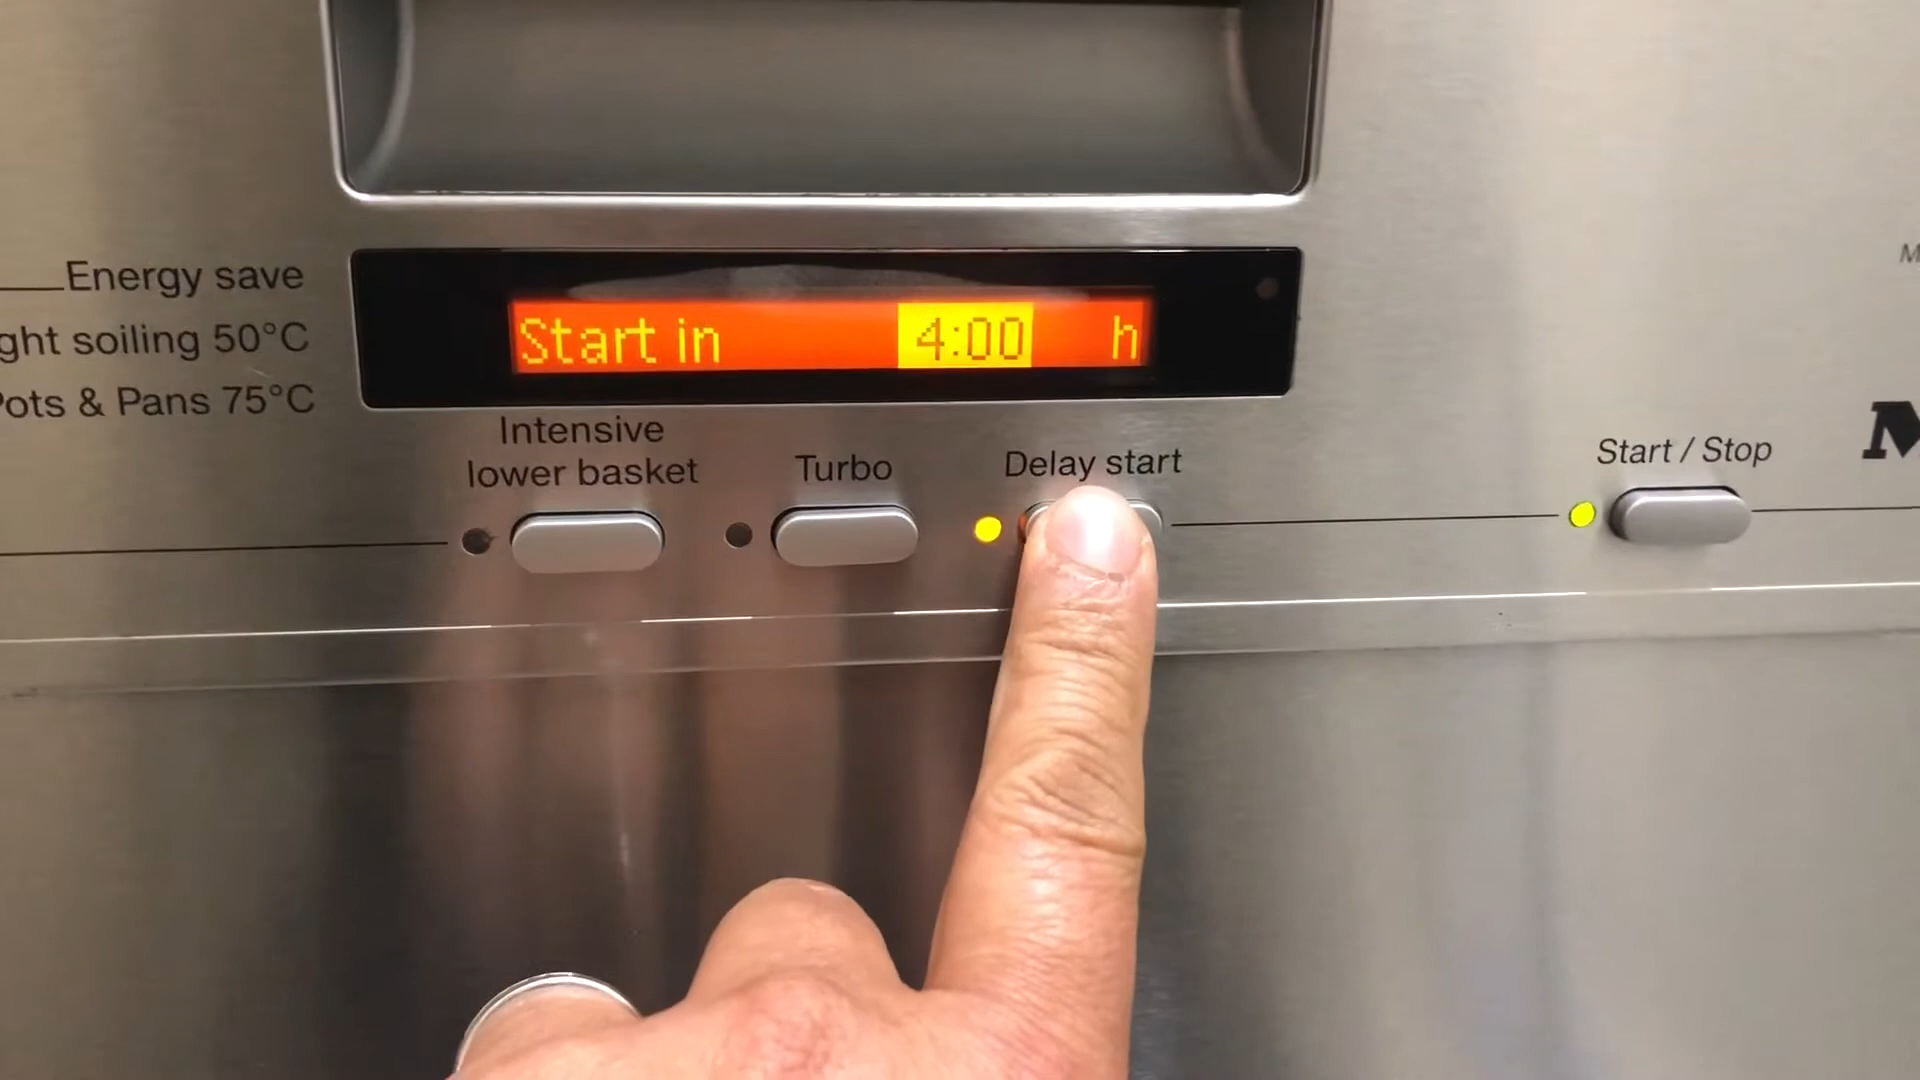 Energy save
ght soiling 50°C
Pots & Pans 75°C
Start in 4:00 h
Intensive
lower basket
Turbo
Delay start
Start / Stop
M
M